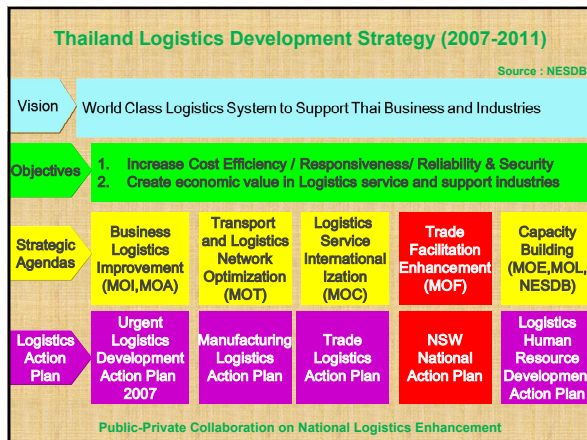 Thailand Logistics Development Strategy (2007-2011)
Source : NESDB
Vision
World Class Logistics System to Support Thai Business and Industries
Objectives
1. Increase Cost Efficiency / Responsiveness/ Reliability & Security
2. Create economic value in Logistics service and support industries
Strategic
Agendas
Business
Logistics
Improvement
(MOI,MOA)
Transport
and Logistics
Network
Optimization
(MOT)
Logistics
Service
International
Ization
(MOC)
Trade
Facilitation
Enhancement
(MOF)
Capacity
Building
(MOE,MOL,
NESDB)
Logistics
Action
Plan
Urgent
Logistics
Development
Action Plan
2007
Manufacturing
Logistics
Action Plan
Trade
Logistics
Action Plan
NSW
National
Action Plan
Logistics
Human
Resource
Development
Action Plan
Public-Private Collaboration on National Logistics Enhancement